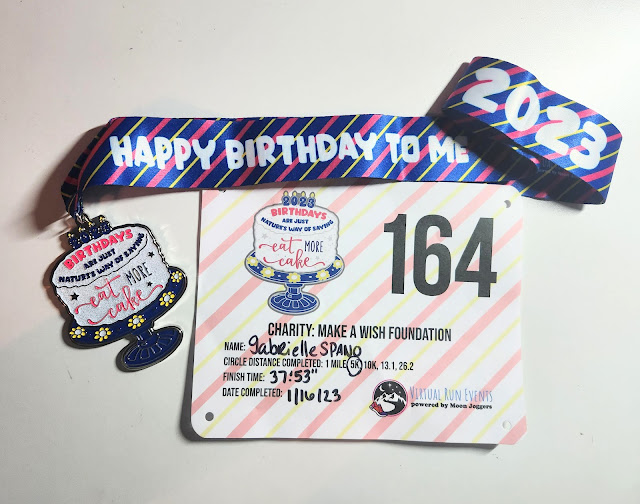 HAPPY BIRTHDAY TO ME
2023
BIRTHDAYS
ARE JUST
NATURE'S WAY OF SAYING
eat MORE
cake
2023
BIRTHDAYS
ARE JUST
NATURE'S WAY OF SAYING
eat MORE
cake
164
CHARITY: MAKE A WISH FOUNDATION
NAME: gabrielle SPANO
CIRCLE DISTANCE COMPLETED: 1 MILE, 5K, 10K, 13.1, 26.2
FINISH TIME: 37:53"
DATE COMPLETED: 1/16/23
VIRTUAL RUN EVENTS
powered by Moon Joggers